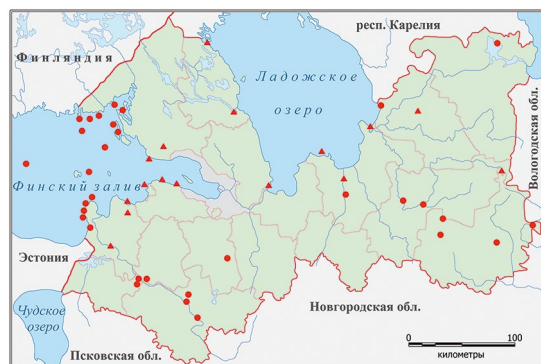 респ. Карелия
Финляндия
Ладожское
озеро
Вологодская обл.
Финский залив
Эстония
Чудское
озеро
Псковская обл.
Новгородская обл.
0 100
километры